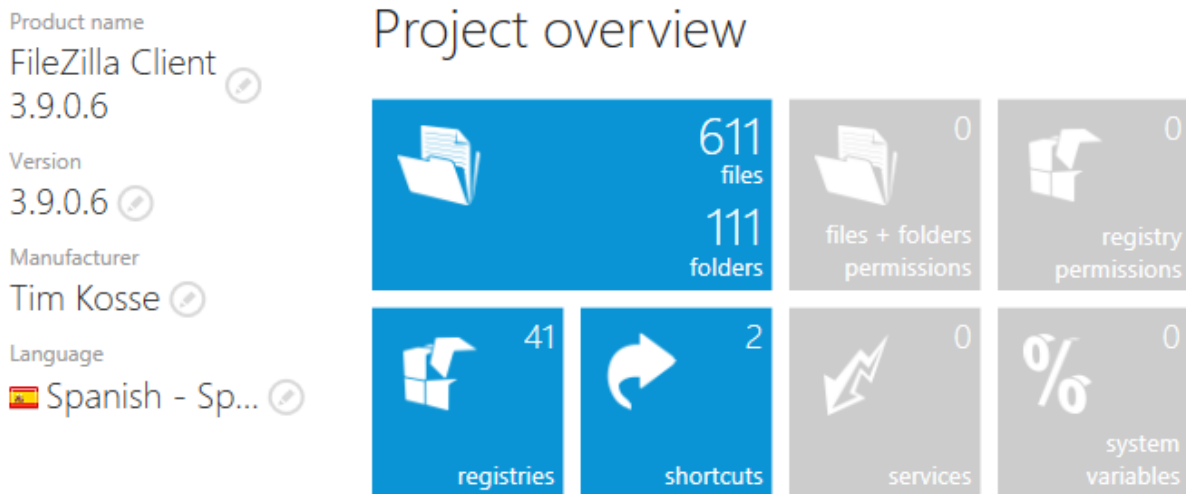 Product name
FileZilla Client
3.9.0.6
Version
3.9.0.6
Manufacturer
Tim Kosse
Language
Spanish - Sp...
Project overview
611
files
111
folders
0
files + folders
permissions
0
registry
permissions
41
registries
2
shortcuts
0
services
0
%
system
variables